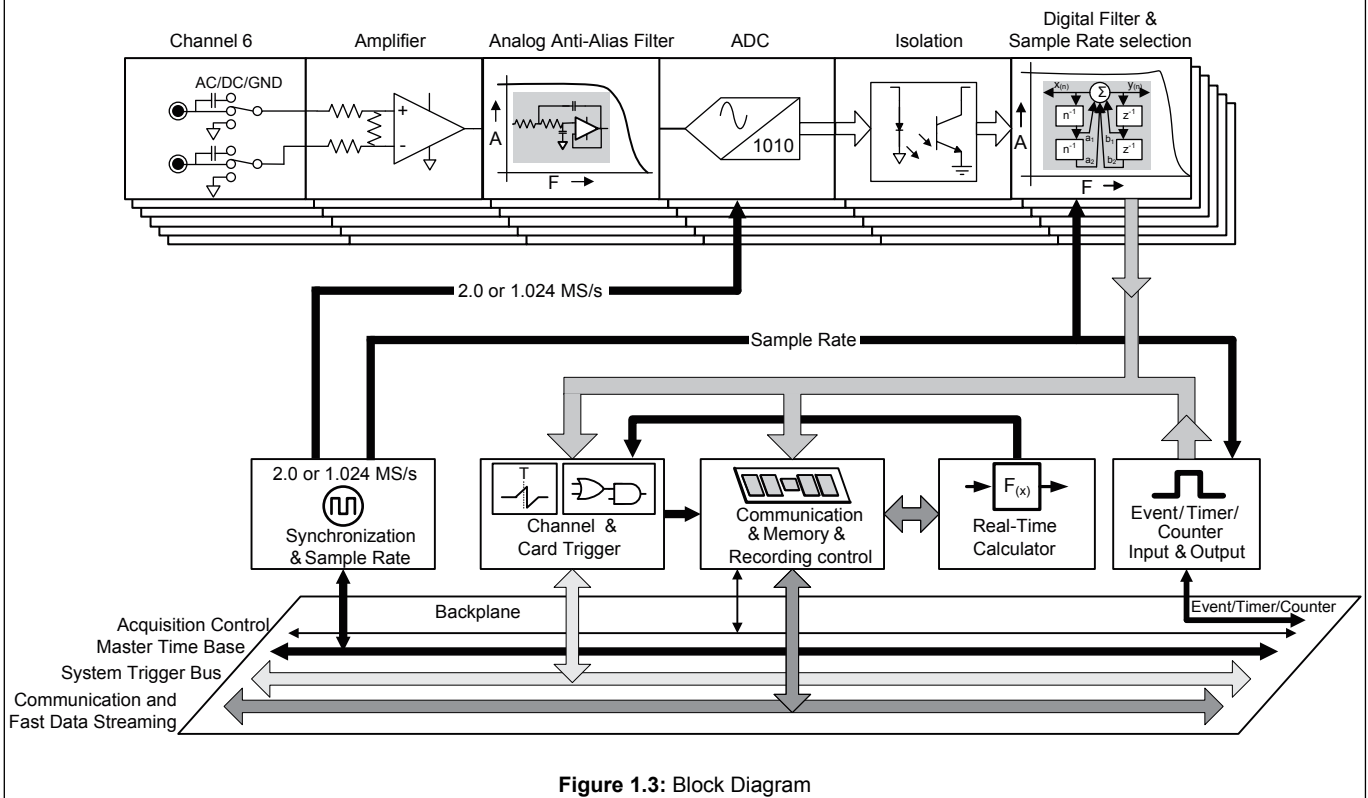 Channel 6
Amplifier
Analog Anti-Alias Filter
ADC
Isolation
Digital Filter &
Sample Rate selection
AC/DC/GND
+
-
A
F
1010
A
F
x(n)
Σ
y(n)
n-1
z-1
a1
b1
n-1
z-1
a2
b2
2.0 or 1.024 MS/s
Sample Rate
2.0 or 1.024 MS/s
Synchronization
& Sample Rate
T
Channel &
Card Trigger
Communication
& Memory &
Recording control
F(x)
Real-Time
Calculator
Event/Timer/
Counter
Input & Output
Backplane
Event/Timer/Counter
Acquisition Control
Master Time Base
System Trigger Bus
Communication and
Fast Data Streaming
Figure 1.3: Block Diagram